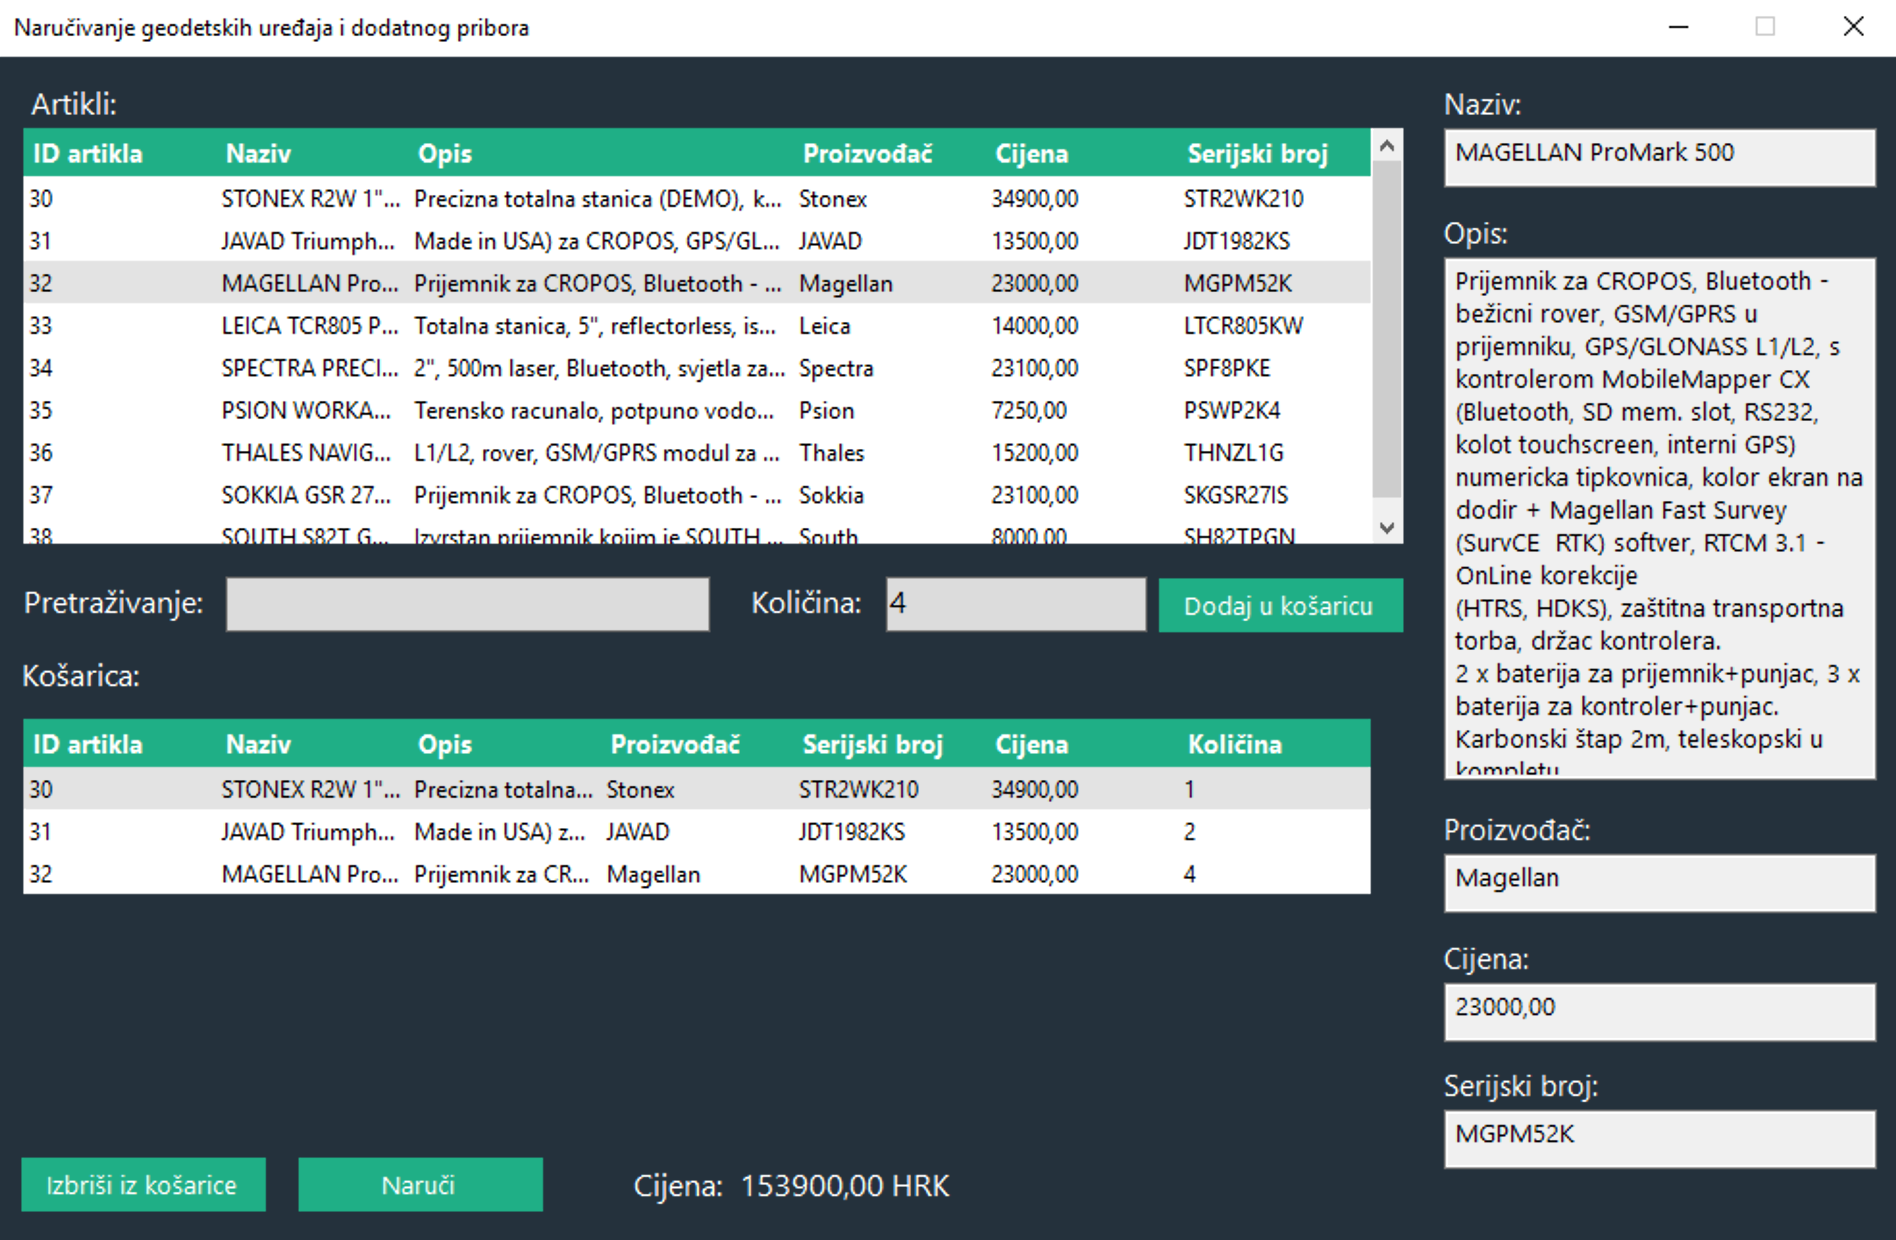 Naručivanje geodetskih uređaja i dodatnog pribora
Artikli:
ID artikla Naziv Opis Proizvođač Cijena Serijski broj
30 STONEX R2W 1"... Precizna totalna stanica (DEMO), k... Stonex 34900,00 STR2WK210
31 JAVAD Triumph... Made in USA) za CROPOS, GPS/GL... JAVAD 13500,00 JDT1982KS
32 MAGELLAN Pro... Prijemnik za CROPOS, Bluetooth - ... Magellan 23000,00 MGPM52K
33 LEICA TCR805 P... Totalna stanica, 5", reflectorless, is... Leica 14000,00 LTCR805KW
34 SPECTRA PRECI... 2", 500m laser, Bluetooth, svjetla za... Spectra 23100,00 SPF8PKE
35 PSION WORKA... Terensko racunalo, potpuno vodo... Psion 7250,00 PSWP2K4
36 THALES NAVIG... L1/L2, rover, GSM/GPRS modul za ... Thales 15200,00 THNZL1G
37 SOKKIA GSR 27... Prijemnik za CROPOS, Bluetooth - ... Sokkia 23100,00 SKGSR27IS
38 SOUTH S82T G... Izvrstan prijemnik kojim je SOUTH ... South 8000,00 SH82TPGN
Pretraživanje:
Količina: 4 Dodaj u košaricu
Košarica:
ID artikla Naziv Opis Proizvođač Serijski broj Cijena Količina
30 STONEX R2W 1"... Precizna totalna... Stonex STR2WK210 34900,00 1
31 JAVAD Triumph... Made in USA) z... JAVAD JDT1982KS 13500,00 2
32 MAGELLAN Pro... Prijemnik za CR... Magellan MGPM52K 23000,00 4
Izbriši iz košarice Naruči Cijena: 153900,00 HRK
Naziv:
MAGELLAN ProMark 500
Opis:
Prijemnik za CROPOS, Bluetooth -
bežicni rover, GSM/GPRS u
prijemniku, GPS/GLONASS L1/L2, s
kontrolerom MobileMapper CX
(Bluetooth, SD mem. slot, RS232,
kolot touchscreen, interni GPS)
numericka tipkovnica, kolor ekran na
dodir + Magellan Fast Survey
(SurvCE  RTK) softver, RTCM 3.1 -
OnLine korekcije
(HTRS, HDKS), zaštitna transportna
torba, držac kontrolera.
2 x baterija za prijemnik+punjac, 3 x
baterija za kontroler+punjac.
Karbonski štap 2m, teleskopski u
kompletu
Proizvođač:
Magellan
Cijena:
23000,00
Serijski broj:
MGPM52K